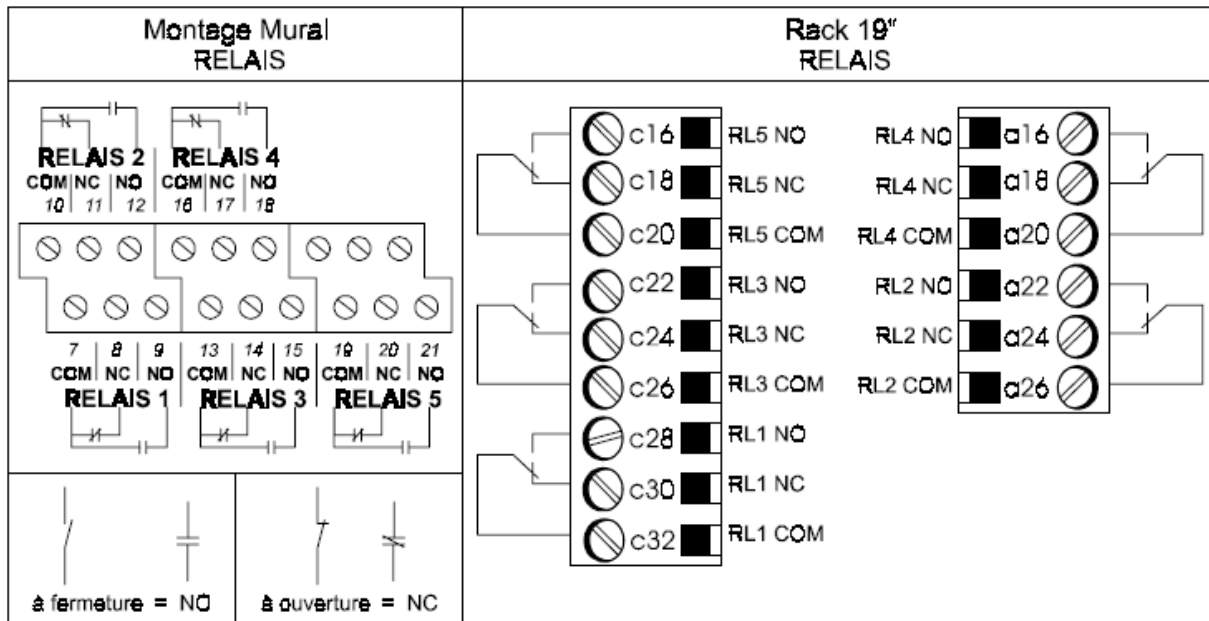 Montage Mural
RELAIS
RELAIS 2 RELAIS 4
COM NC NO COM NC NO
10 11 12 16 17 18
7 8 9 13 14 15 19 20 21
COM NC NO COM NC NO COM NC NO
RELAIS 1 RELAIS 3 RELAIS 5
à fermeture = NO
à ouverture = NC
Rack 19"
RELAIS
c16 RL5 NO
c18 RL5 NC
c20 RL5 COM
c22 RL3 NO
c24 RL3 NC
c26 RL3 COM
c28 RL1 NO
c30 RL1 NC
c32 RL1 COM
RL4 NO a16
RL4 NC a18
RL4 COM a20
RL2 NO a22
RL2 NC a24
RL2 COM a26